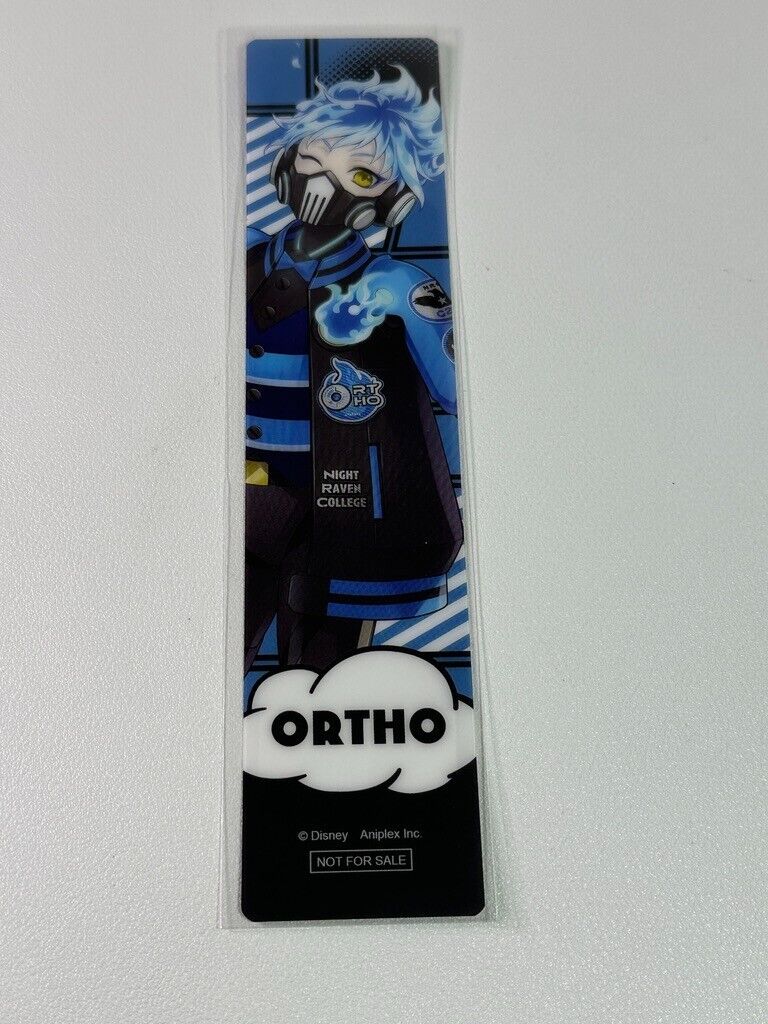 ORT
HO
NIGHT
RAVEN
COLLEGE
ORTHO
© Disney Aniplex Inc.
NOT FOR SALE